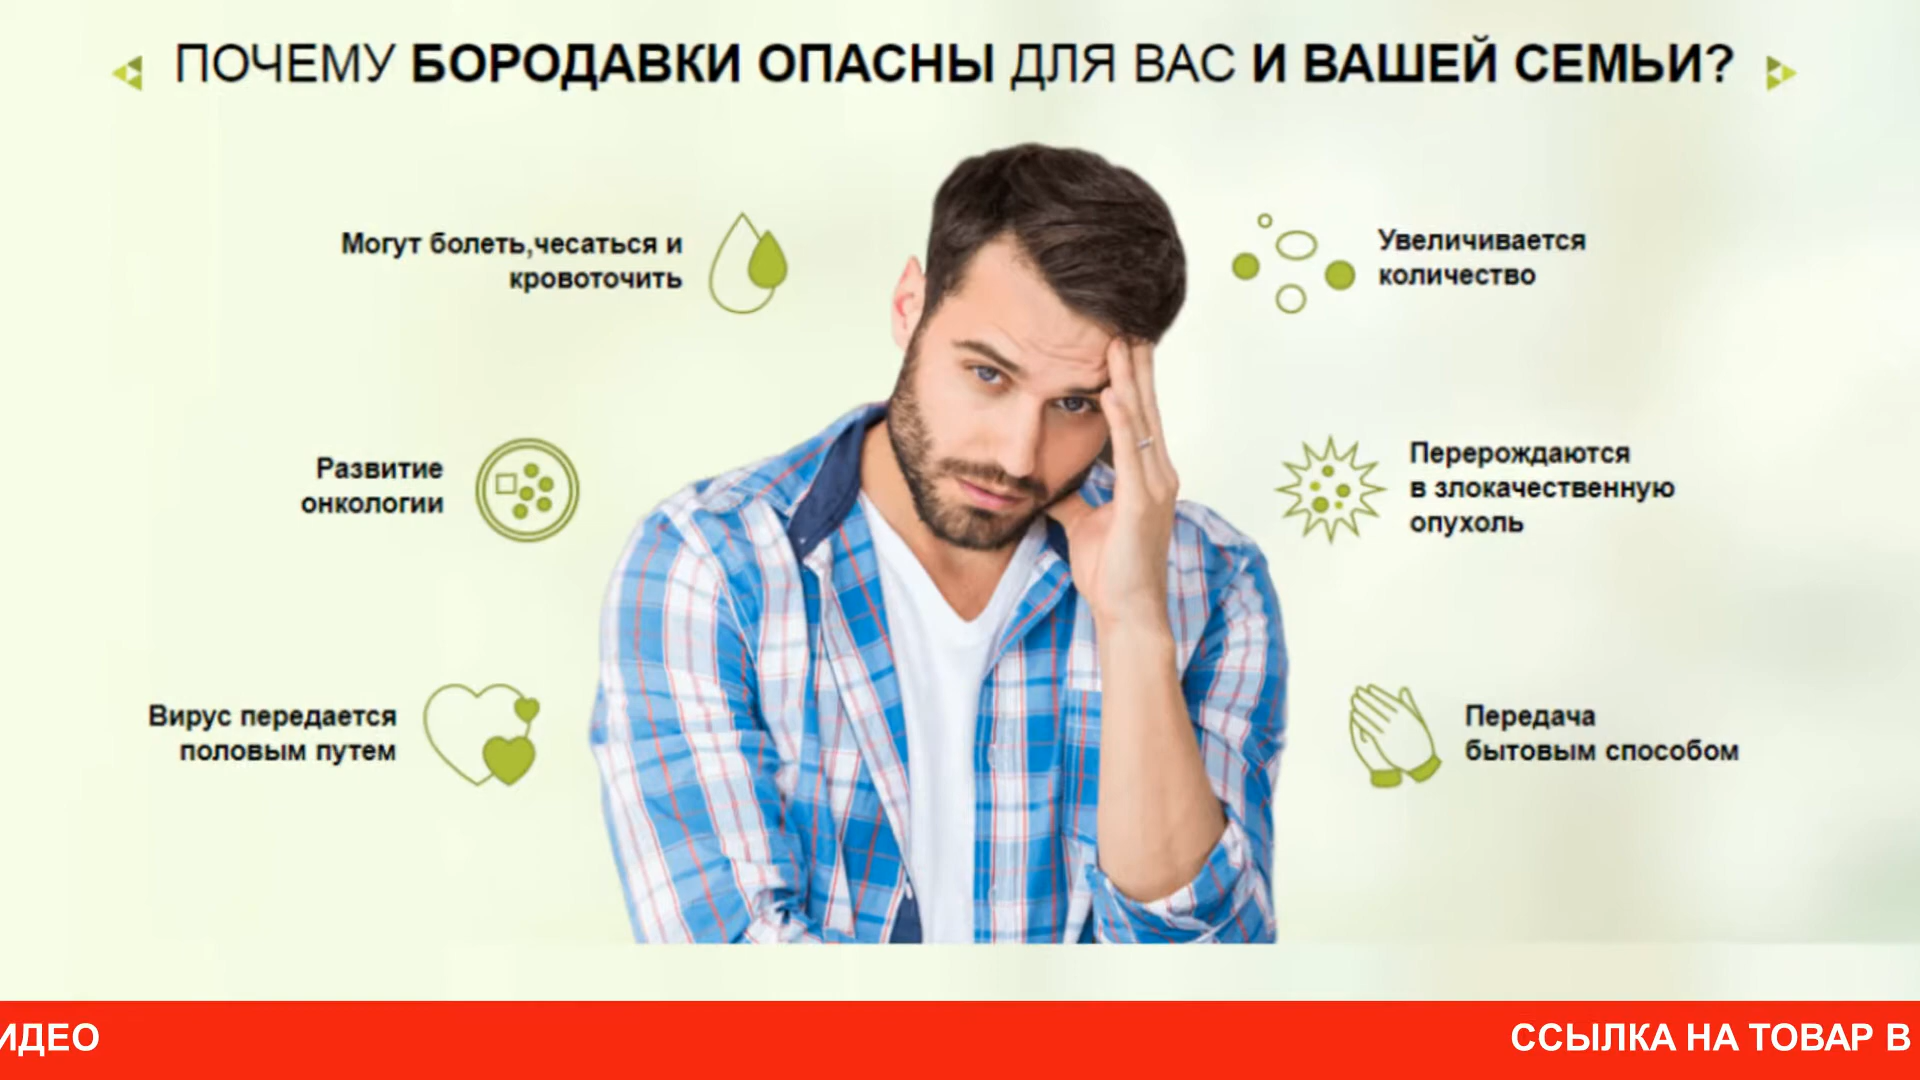 ПОЧЕМУ БОРОДАВКИ ОПАСНЫ ДЛЯ ВАС И ВАШЕЙ СЕМЬИ?
Могут болеть,чесаться и
кровоточить
Увеличивается
количество
Развитие
онкологии
Перерождаются
в злокачественную
опухоль
Вирус передается
половым путем
Передача
бытовым способом
ССЫЛКА НА ТОВАР В